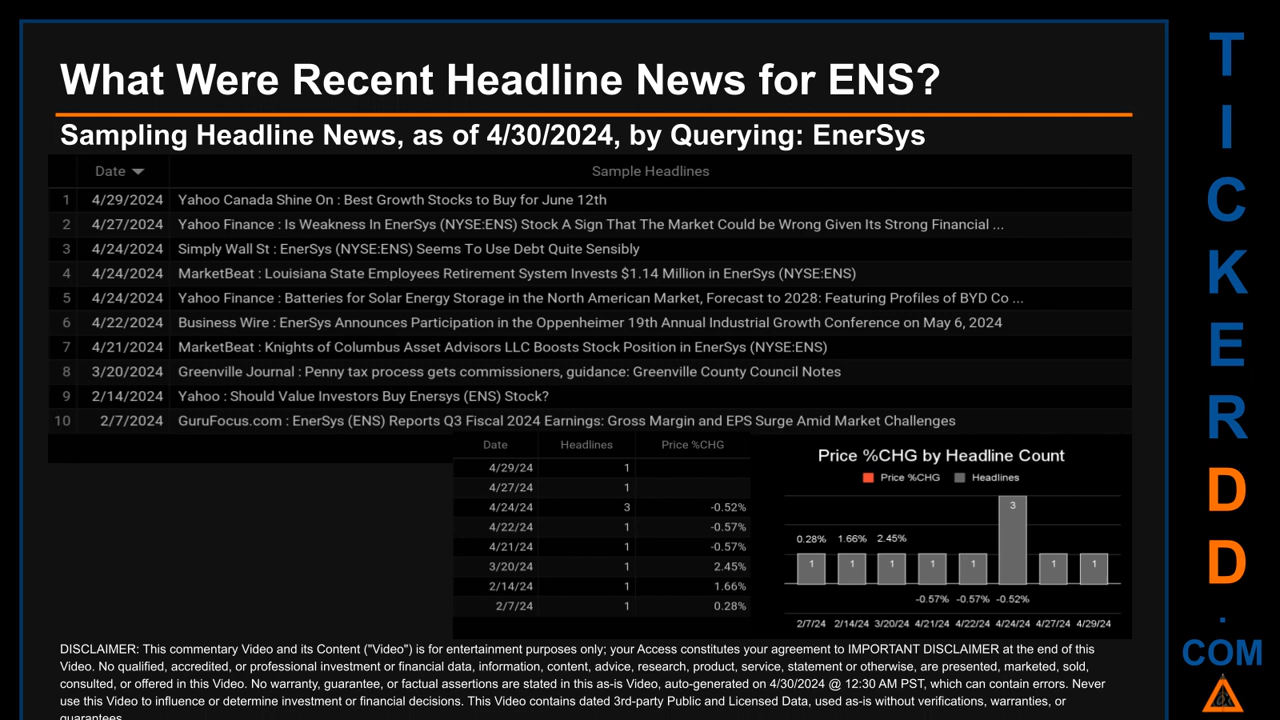 What Were Recent Headline News for ENS?
Sampling Headline News, as of 4/30/2024, by Querying: EnerSys
Date Sample Headlines
1 4/29/2024 Yahoo Canada Shine On : Best Growth Stocks to Buy for June 12th
2 4/27/2024 Yahoo Finance : Is Weakness In EnerSys (NYSE:ENS) Stock A Sign That The Market Could be Wrong Given Its Strong Financial ...
3 4/24/2024 Simply Wall St : EnerSys (NYSE:ENS) Seems To Use Debt Quite Sensibly
4 4/24/2024 MarketBeat : Louisiana State Employees Retirement System Invests $1.14 Million in EnerSys (NYSE:ENS)
5 4/24/2024 Yahoo Finance : Batteries for Solar Energy Storage in the North American Market, Forecast to 2028: Featuring Profiles of BYD Co ...
6 4/22/2024 Business Wire : EnerSys Announces Participation in the Oppenheimer 19th Annual Industrial Growth Conference on May 6, 2024
7 4/21/2024 MarketBeat : Knights of Columbus Asset Advisors LLC Boosts Stock Position in EnerSys (NYSE:ENS)
8 3/20/2024 Greenville Journal : Penny tax process gets commissioners, guidance: Greenville County Council Notes
9 2/14/2024 Yahoo : Should Value Investors Buy Enersys (ENS) Stock?
10 2/7/2024 GuruFocus.com : EnerSys (ENS) Reports Q3 Fiscal 2024 Earnings: Gross Margin and EPS Surge Amid Market Challenges
Date Headlines Price %CHG
4/29/24 1
4/27/24 1
4/24/24 3 -0.52%
4/22/24 1 -0.57%
4/21/24 1 -0.57%
3/20/24 1 2.45%
2/14/24 1 1.66%
2/7/24 1 0.28%
Price %CHG by Headline Count
Price %CHG Headlines
3
0.28% 1.66% 2.45%
1 1 1 1 1 1 1
-0.57% -0.57% -0.52%
2/7/24 2/14/24 3/20/24 4/21/24 4/22/24 4/24/24 4/27/24 4/29/24
DISCLAIMER: This commentary Video and its Content ("Video") is for entertainment purposes only; your Access constitutes your agreement to IMPORTANT DISCLAIMER at the end of this
Video. No qualified, accredited, or professional investment or financial data, information, content, advice, research, product, service, statement or otherwise, are presented, marketed, sold,
consulted, or offered in this Video. No warranty, guarantee, or factual assertions are stated in this as-is Video, auto-generated on 4/30/2024 @ 12:30 AM PST, which can contain errors. Never
use this Video to influence or determine investment or financial decisions. This Video contains dated 3rd-party Public and Licensed Data, used as-is without verifications, warranties, or
guarantees.
T
I
C
K
E
R
D
D
.
COM